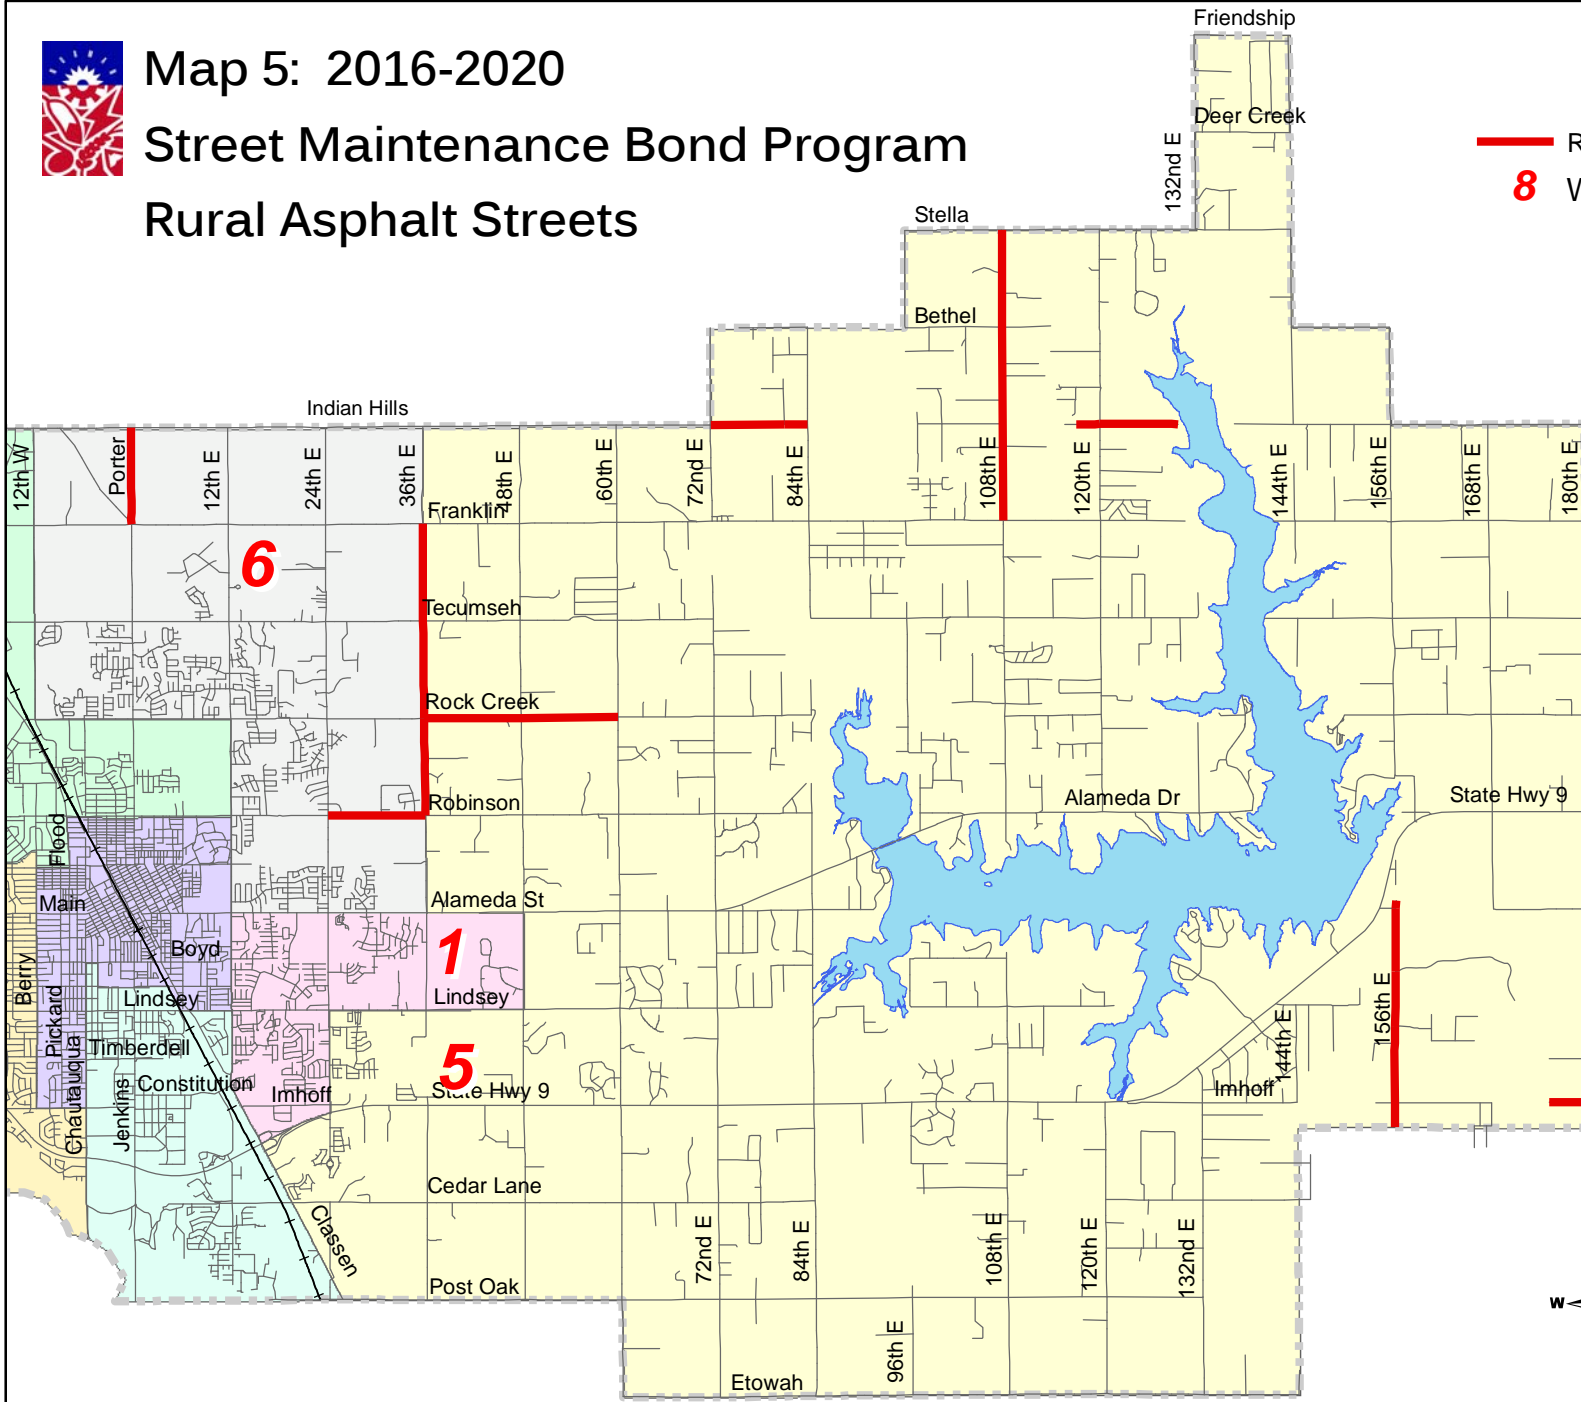 Friendship
Map 5: 2016-2020
Deer Creek
Street Maintenance Bond Program
R
132nd E
8 W
Rural Asphalt Streets
Stella
Bethel
Indian Hills
12th W
Porter
12th E
24th E
36th E
48th E
60th E
72nd E
84th E
108th E
120th E
144th E
156th E
168th E
180th E
Franklin
6
Tecumseh
Rock Creek
Robinson
Alameda Dr
State Hwy 9
Flood
Main
Alameda St
Boyd
1
Berry
Lindsey
Lindsey
Pickard
156th E
144th E
Timberdell
5
Chautauqua
Jenkins
Constitution
Imhoff
State Hwy 9
Imhoff
Cedar Lane
Classen
72nd E
84th E
108th E
120th E
132nd E
Post Oak
W
96th E
Etowah